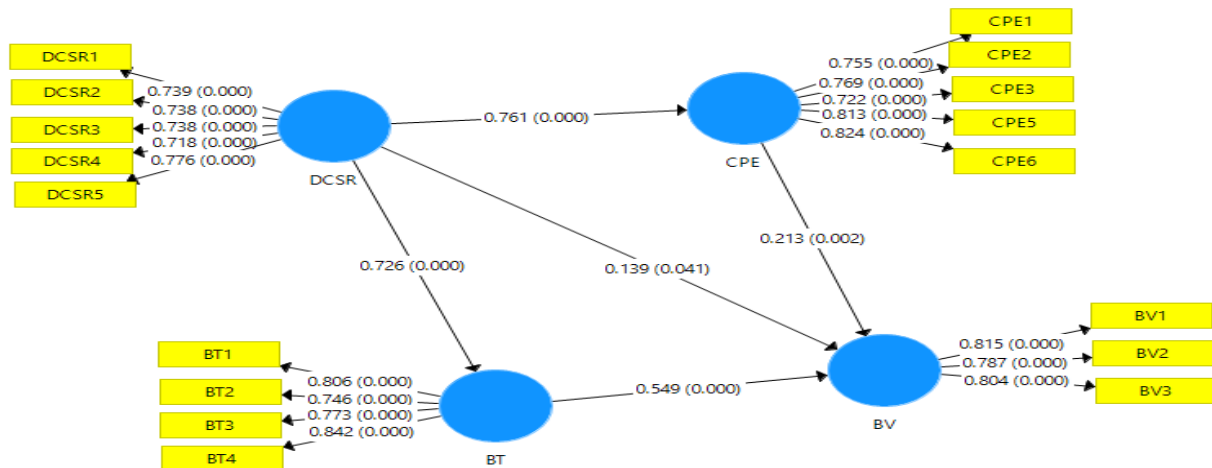 DCSR1
DCSR2
DCSR3
DCSR4
DCSR5
0.739 (0.000)
0.738 (0.000)
0.738 (0.000)
0.718 (0.000)
0.776 (0.000)
DCSR
0.761 (0.000)
CPE
0.755 (0.000)
0.769 (0.000)
0.722 (0.000)
0.813 (0.000)
0.824 (0.000)
CPE1
CPE2
CPE3
CPE5
CPE6
0.726 (0.000)
0.139 (0.041)
0.213 (0.002)
BT1
BT2
BT3
BT4
0.806 (0.000)
0.746 (0.000)
0.773 (0.000)
0.842 (0.000)
BT
0.549 (0.000)
BV
0.815 (0.000)
0.787 (0.000)
0.804 (0.000)
BV1
BV2
BV3